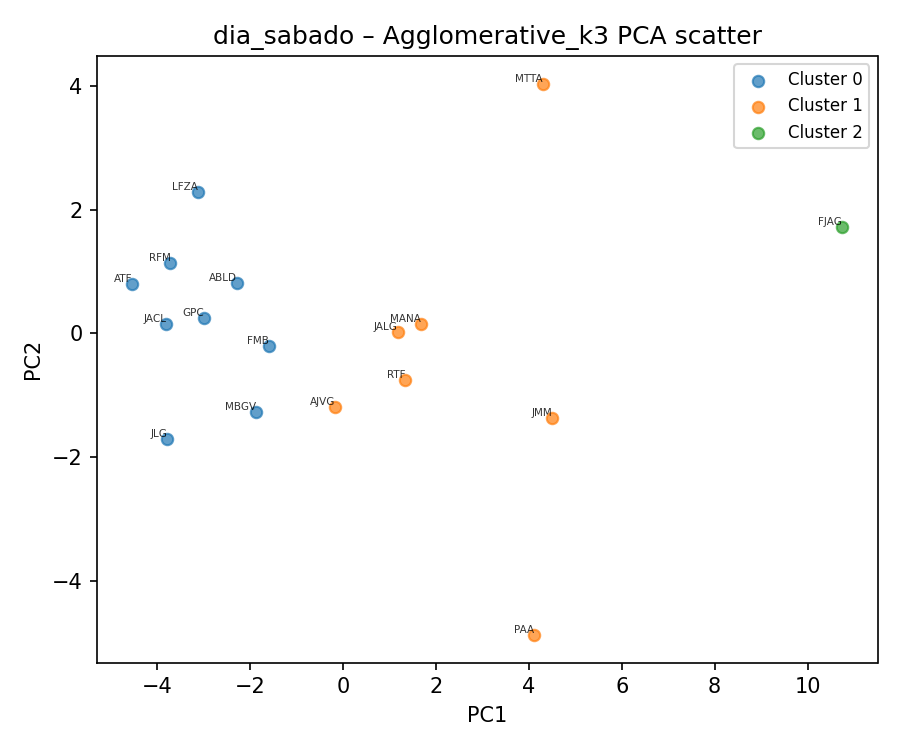 dia_sabado – Agglomerative_k3 PCA scatter
Cluster 0
Cluster 1
Cluster 2
MTTA
LFZA
FJAG
RFM
ATF
ABLD
JACL
GPC
MANA
JALG
FMB
RTF
AJVG
MBGV
JMM
JLG
PAA
4
2
0
−2
−4
PC2
−4
−2
0
2
4
6
8
10
PC1